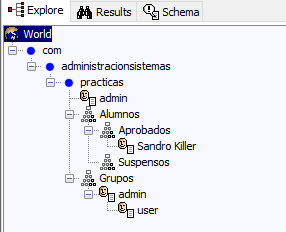 Explore Results Schema
World
com
administracionsistemas
practicas
admin
Alumnos
Aprobados
Sandro Killer
Suspensos
Grupos
admin
user